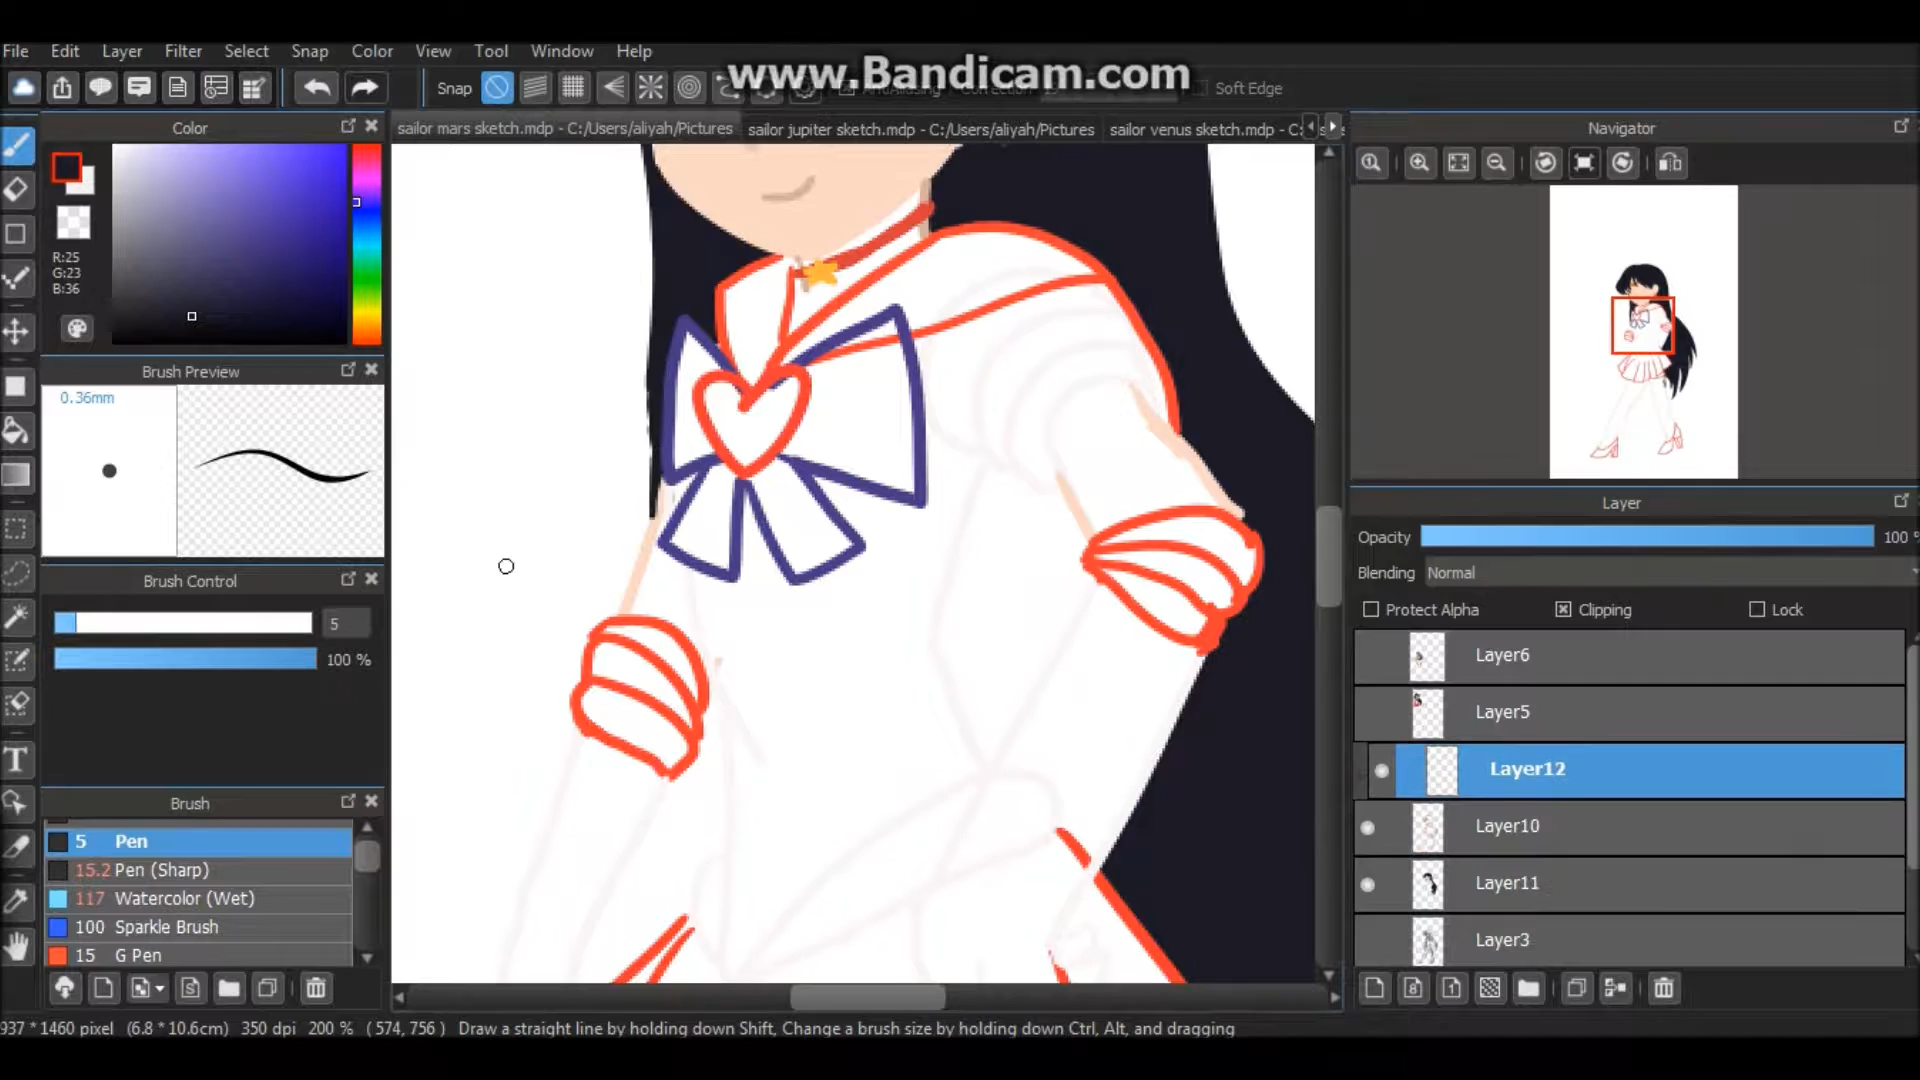 File Edit Layer Filter Select Snap Color View Tool Window Help
www.Bandicam.com
Snap
AntiAliasing Correction
Soft Edge
Color
sailor mars sketch.mdp - C:/Users/aliyah/Pictures
sailor jupiter sketch.mdp - C:/Users/aliyah/Pictures
sailor venus sketch.mdp - C:
Navigator
R:25
G:23
B:36
Brush Preview
0.36mm
Brush Control
5
100 %
Brush
5 Pen
15.2 Pen (Sharp)
117 Watercolor (Wet)
100 Sparkle Brush
15 G Pen
Layer
Opacity 100 %
Blending Normal
Protect Alpha Clipping Lock
Layer6
Layer5
Layer12
Layer10
Layer11
Layer3
937 * 1460 pixel (6.8 * 10.6cm) 350 dpi 200 % ( 574, 756 ) Draw a straight line by holding down Shift, Change a brush size by holding down Ctrl, Alt, and dragging